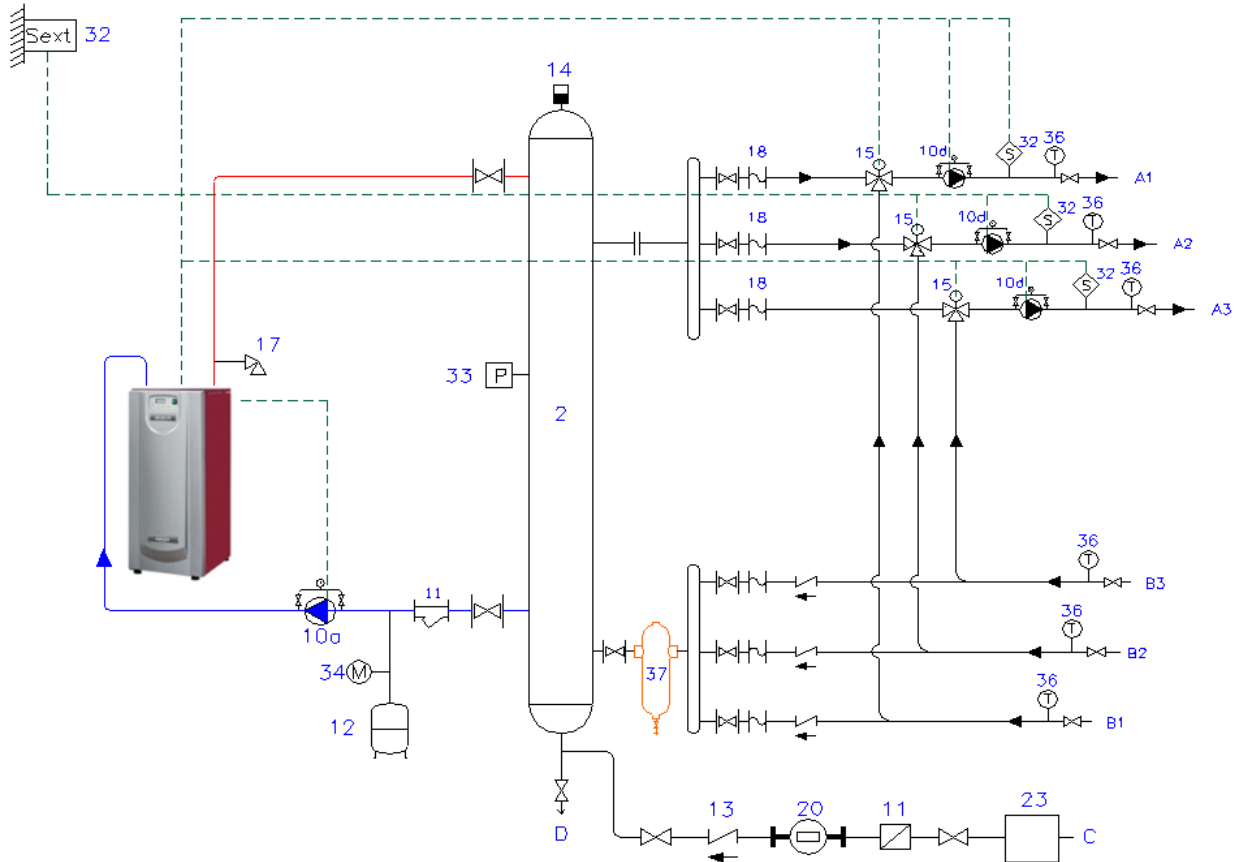 Sext 32
14
18 15 10d 32 36 A1
18 15 10d S 32 36 T A2
18 15 10d S 32 36 T A3
S T
17
33 P
2
36 T B3
11
10a
36 T B2
34 M
37
36 T B1
12
D
13 20 11 23 C